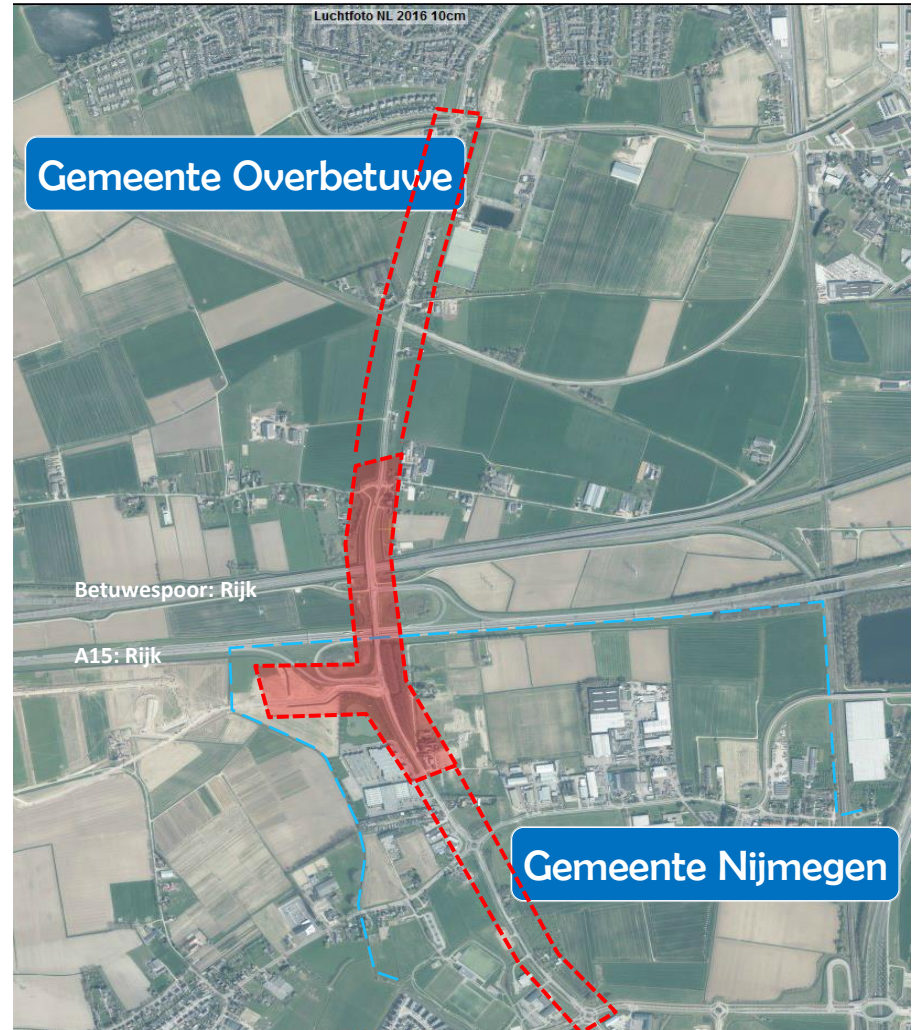 Luchtfoto NL 2016 10cm
Gemeente Overbetuwe
Betuwespoor: Rijk
A15: Rijk
Gemeente Nijmegen